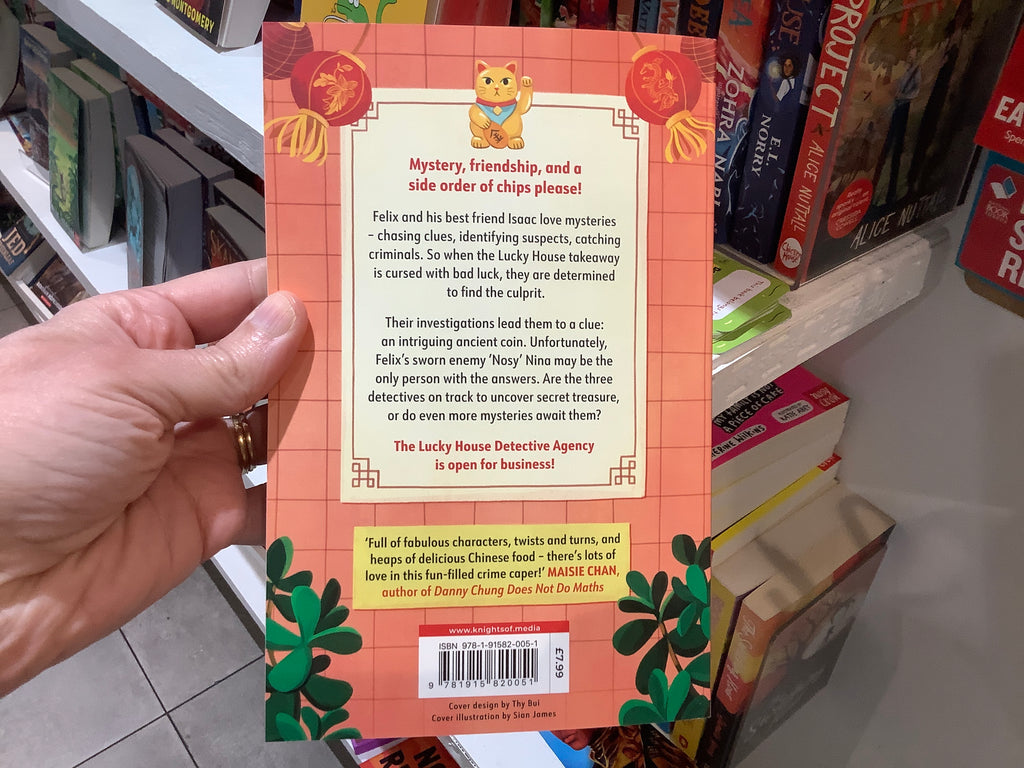 MONTGOMERY
Mystery, friendship, and a
side order of chips please!
Felix and his best friend Isaac love mysteries
– chasing clues, identifying suspects, catching
criminals. So when the Lucky House takeaway
is cursed with bad luck, they are determined
to find the culprit.
Their investigations lead them to a clue:
an intriguing ancient coin. Unfortunately,
Felix's sworn enemy 'Nosy' Nina may be the
only person with the answers. Are the three
detectives on track to uncover secret treasure,
or do even more mysteries await them?
The Lucky House Detective Agency
is open for business!
'Full of fabulous characters, twists and turns, and
heaps of delicious Chinese food – there's lots of
love in this fun-filled crime caper!' MAISIE CHAN,
author of Danny Chung Does Not Do Maths
www.knightsof.media
ISBN 978-1-91582-005-1
£7.99
9 781915 820051
Cover design by Thy Bui
Cover illustration by Sian James
ZOHRA NABI
E.L. NORRY
PROJECT
ALICE NUTTALL
A PIECE OF CAKE